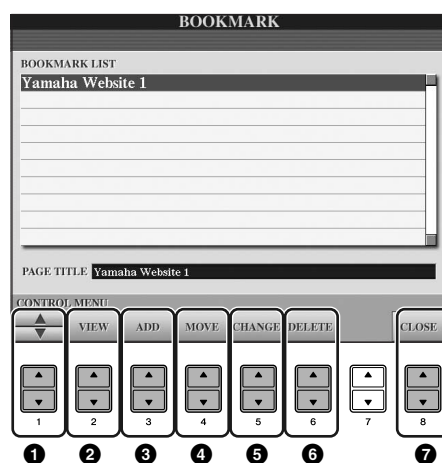 BOOKMARK
BOOKMARK LIST
Yamaha Website 1
PAGE TITLE Yamaha Website 1
CONTROL MENU
VIEW ADD MOVE CHANGE DELETE CLOSE
1 2 3 4 5 6 7 8
1 2 3 4 5 6 7